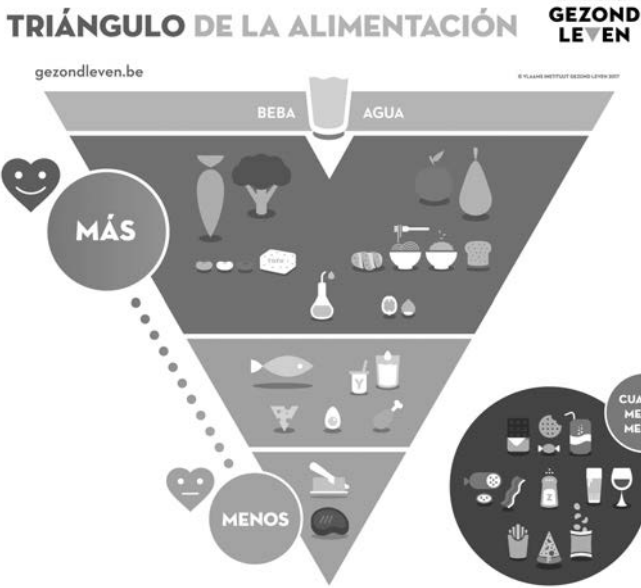 TRIÁNGULO DE LA ALIMENTACIÓN
GEZOND
LEVEN
gezondleven.be
© VLAAMS INSTITUUT GEZOND LEVEN 2017
BEBA AGUA
MÁS
TOFU
Y
MENOS
Z